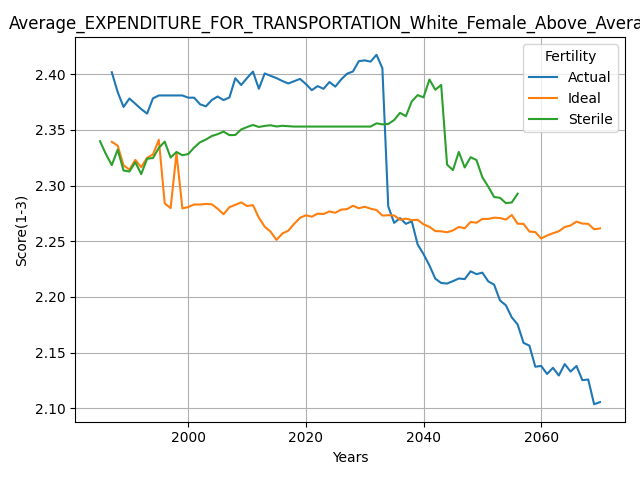 Average_EXPENDITURE_FOR_TRANSPORTATION_White_Female_Above_Avera
Fertility
Actual
Ideal
Sterile
Score(1-3)
2.40
2.35
2.30
2.25
2.20
2.15
2.10
2000 2020 2040 2060
Years